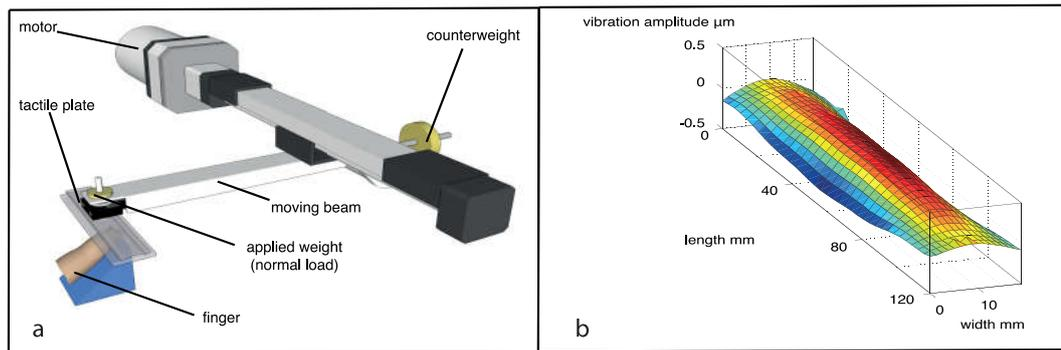 motor
counterweight
tactile plate
moving beam
applied weight
(normal load)
finger
a
vibration amplitude μm
0.5
0
-0.5
0
40
80
120
length mm
0
10
width mm
b